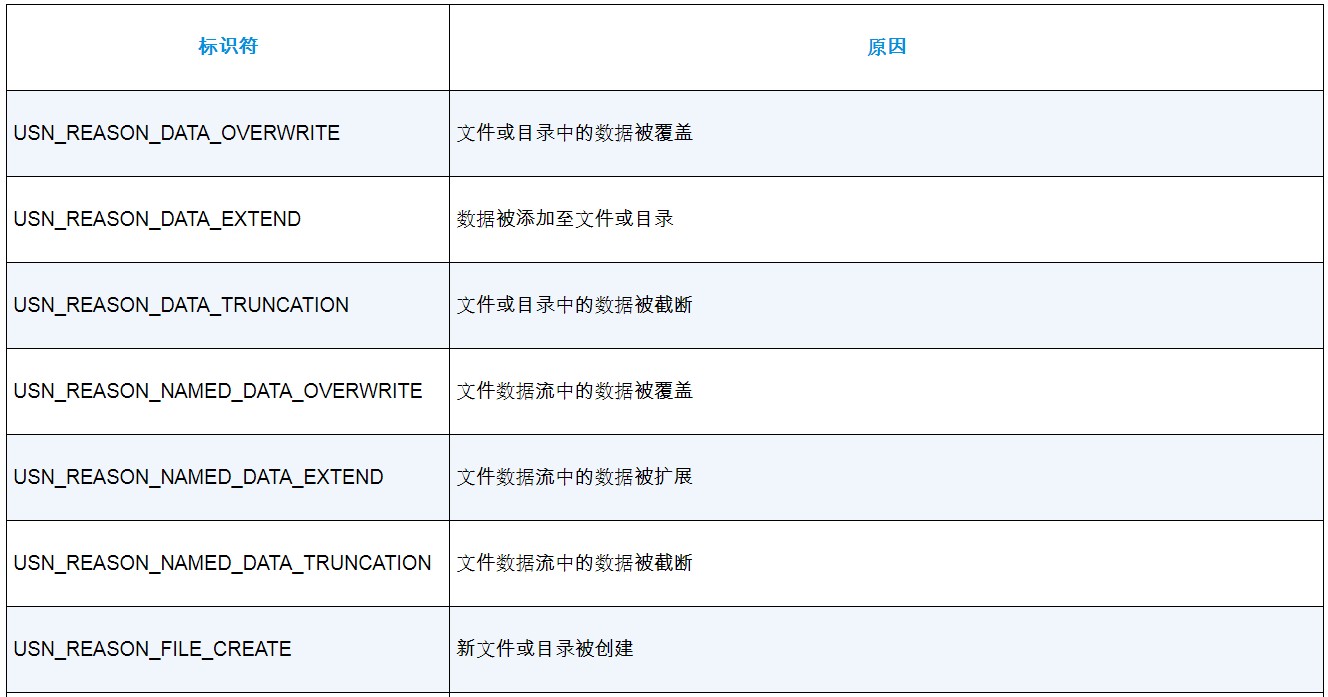 标识符 原因
USN_REASON_DATA_OVERWRITE 文件或目录中的数据被覆盖
USN_REASON_DATA_EXTEND 数据被添加至文件或目录
USN_REASON_DATA_TRUNCATION 文件或目录中的数据被截断
USN_REASON_NAMED_DATA_OVERWRITE 文件数据流中的数据被覆盖
USN_REASON_NAMED_DATA_EXTEND 文件数据流中的数据被扩展
USN_REASON_NAMED_DATA_TRUNCATION 文件数据流中的数据被截断
USN_REASON_FILE_CREATE 新文件或目录被创建